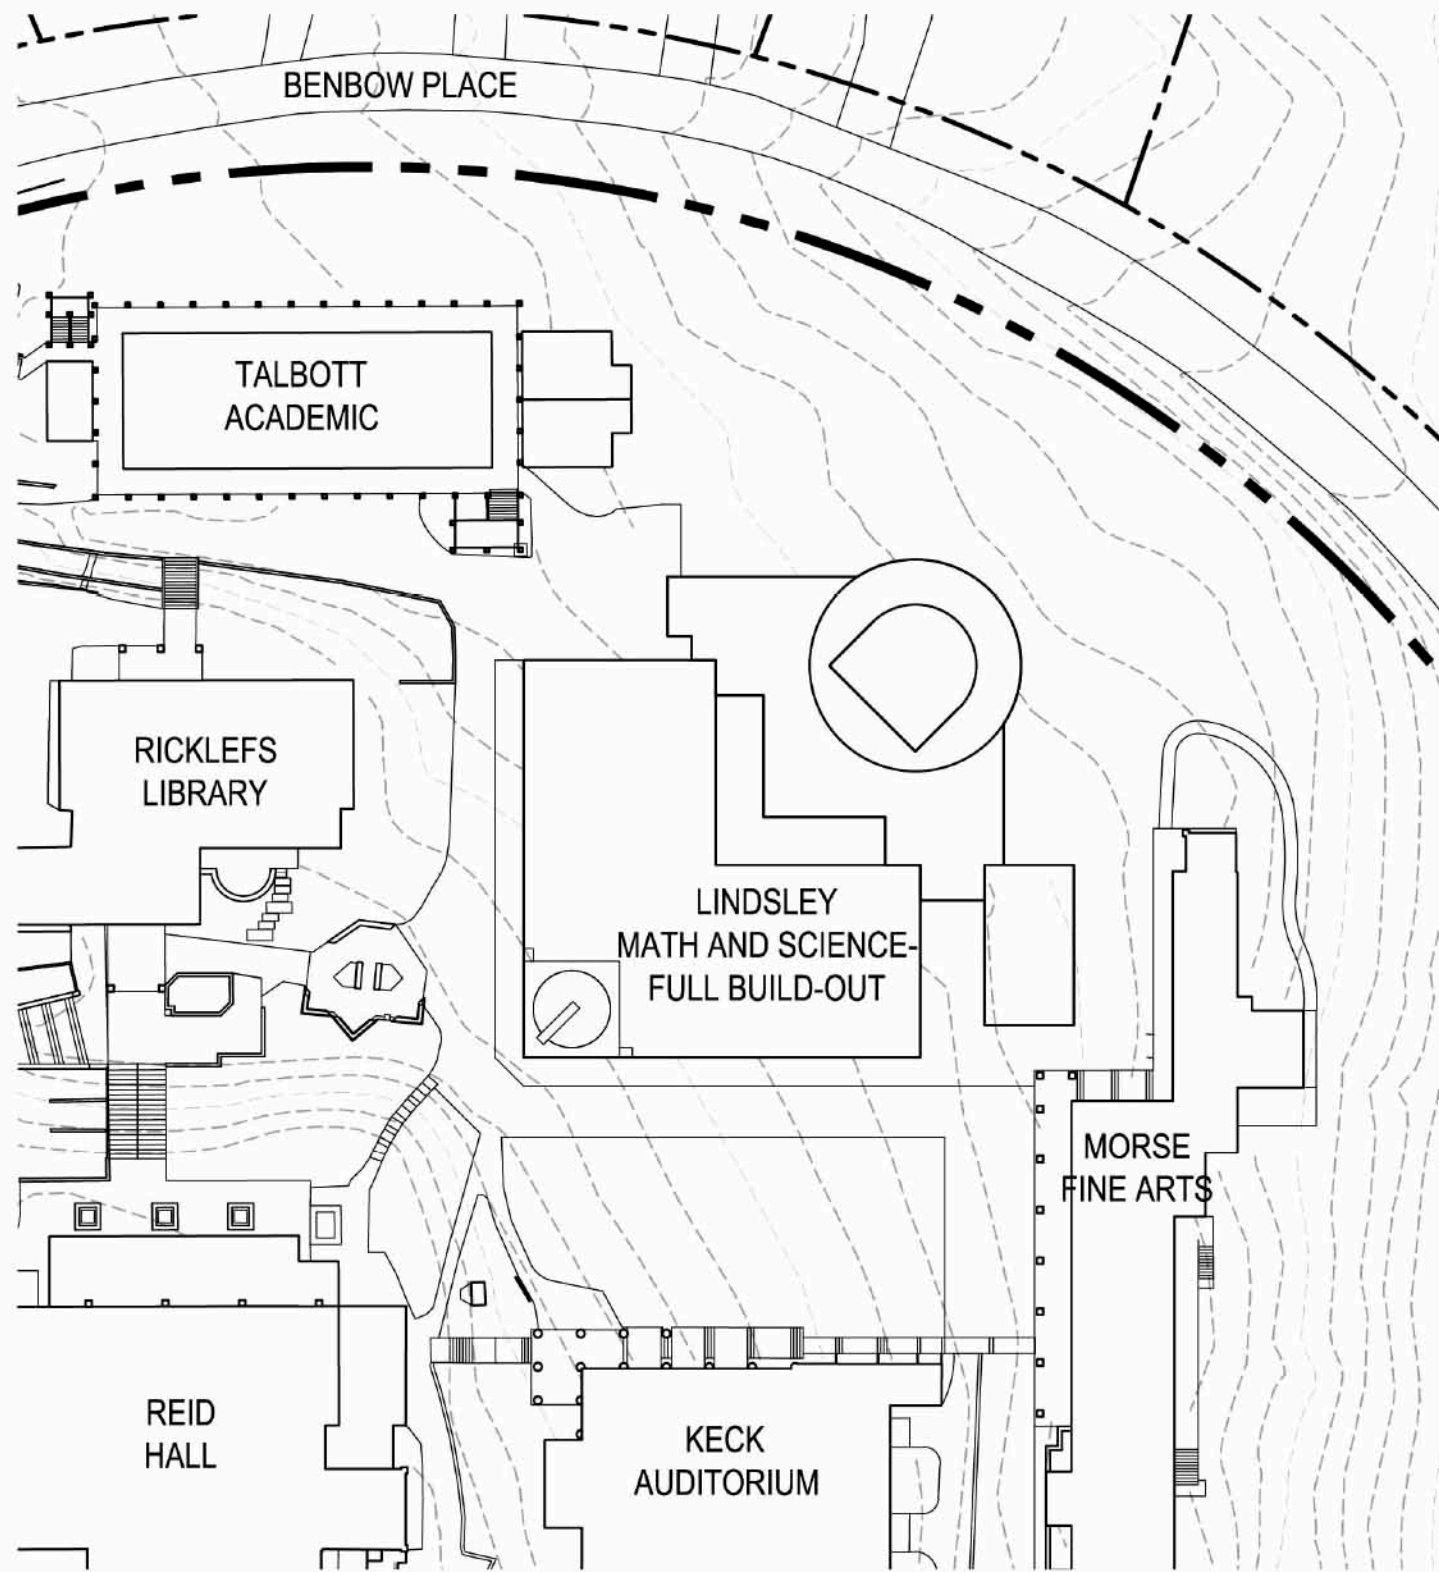 BENBOW PLACE
TALBOTT
ACADEMIC
RICKLEFS
LIBRARY
LINDSLEY
MATH AND SCIENCE-
FULL BUILD-OUT
MORSE
FINE ARTS
REID
HALL
KECK
AUDITORIUM